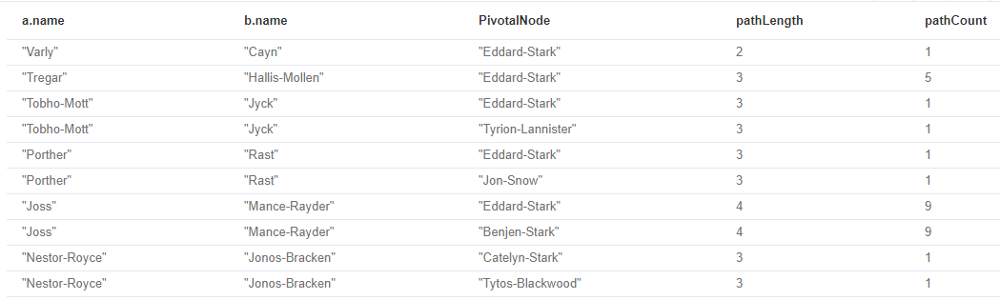 a.name b.name PivotalNode pathLength pathCount
"Varly" "Cayn" "Eddard-Stark" 2 1
"Tregar" "Hallis-Mollen" "Eddard-Stark" 3 5
"Tobho-Mott" "Jyck" "Eddard-Stark" 3 1
"Tobho-Mott" "Jyck" "Tyrion-Lannister" 3 1
"Porther" "Rast" "Eddard-Stark" 3 1
"Porther" "Rast" "Jon-Snow" 3 1
"Joss" "Mance-Rayder" "Eddard-Stark" 4 9
"Joss" "Mance-Rayder" "Benjen-Stark" 4 9
"Nestor-Royce" "Jonos-Bracken" "Catelyn-Stark" 3 1
"Nestor-Royce" "Jonos-Bracken" "Tytos-Blackwood" 3 1